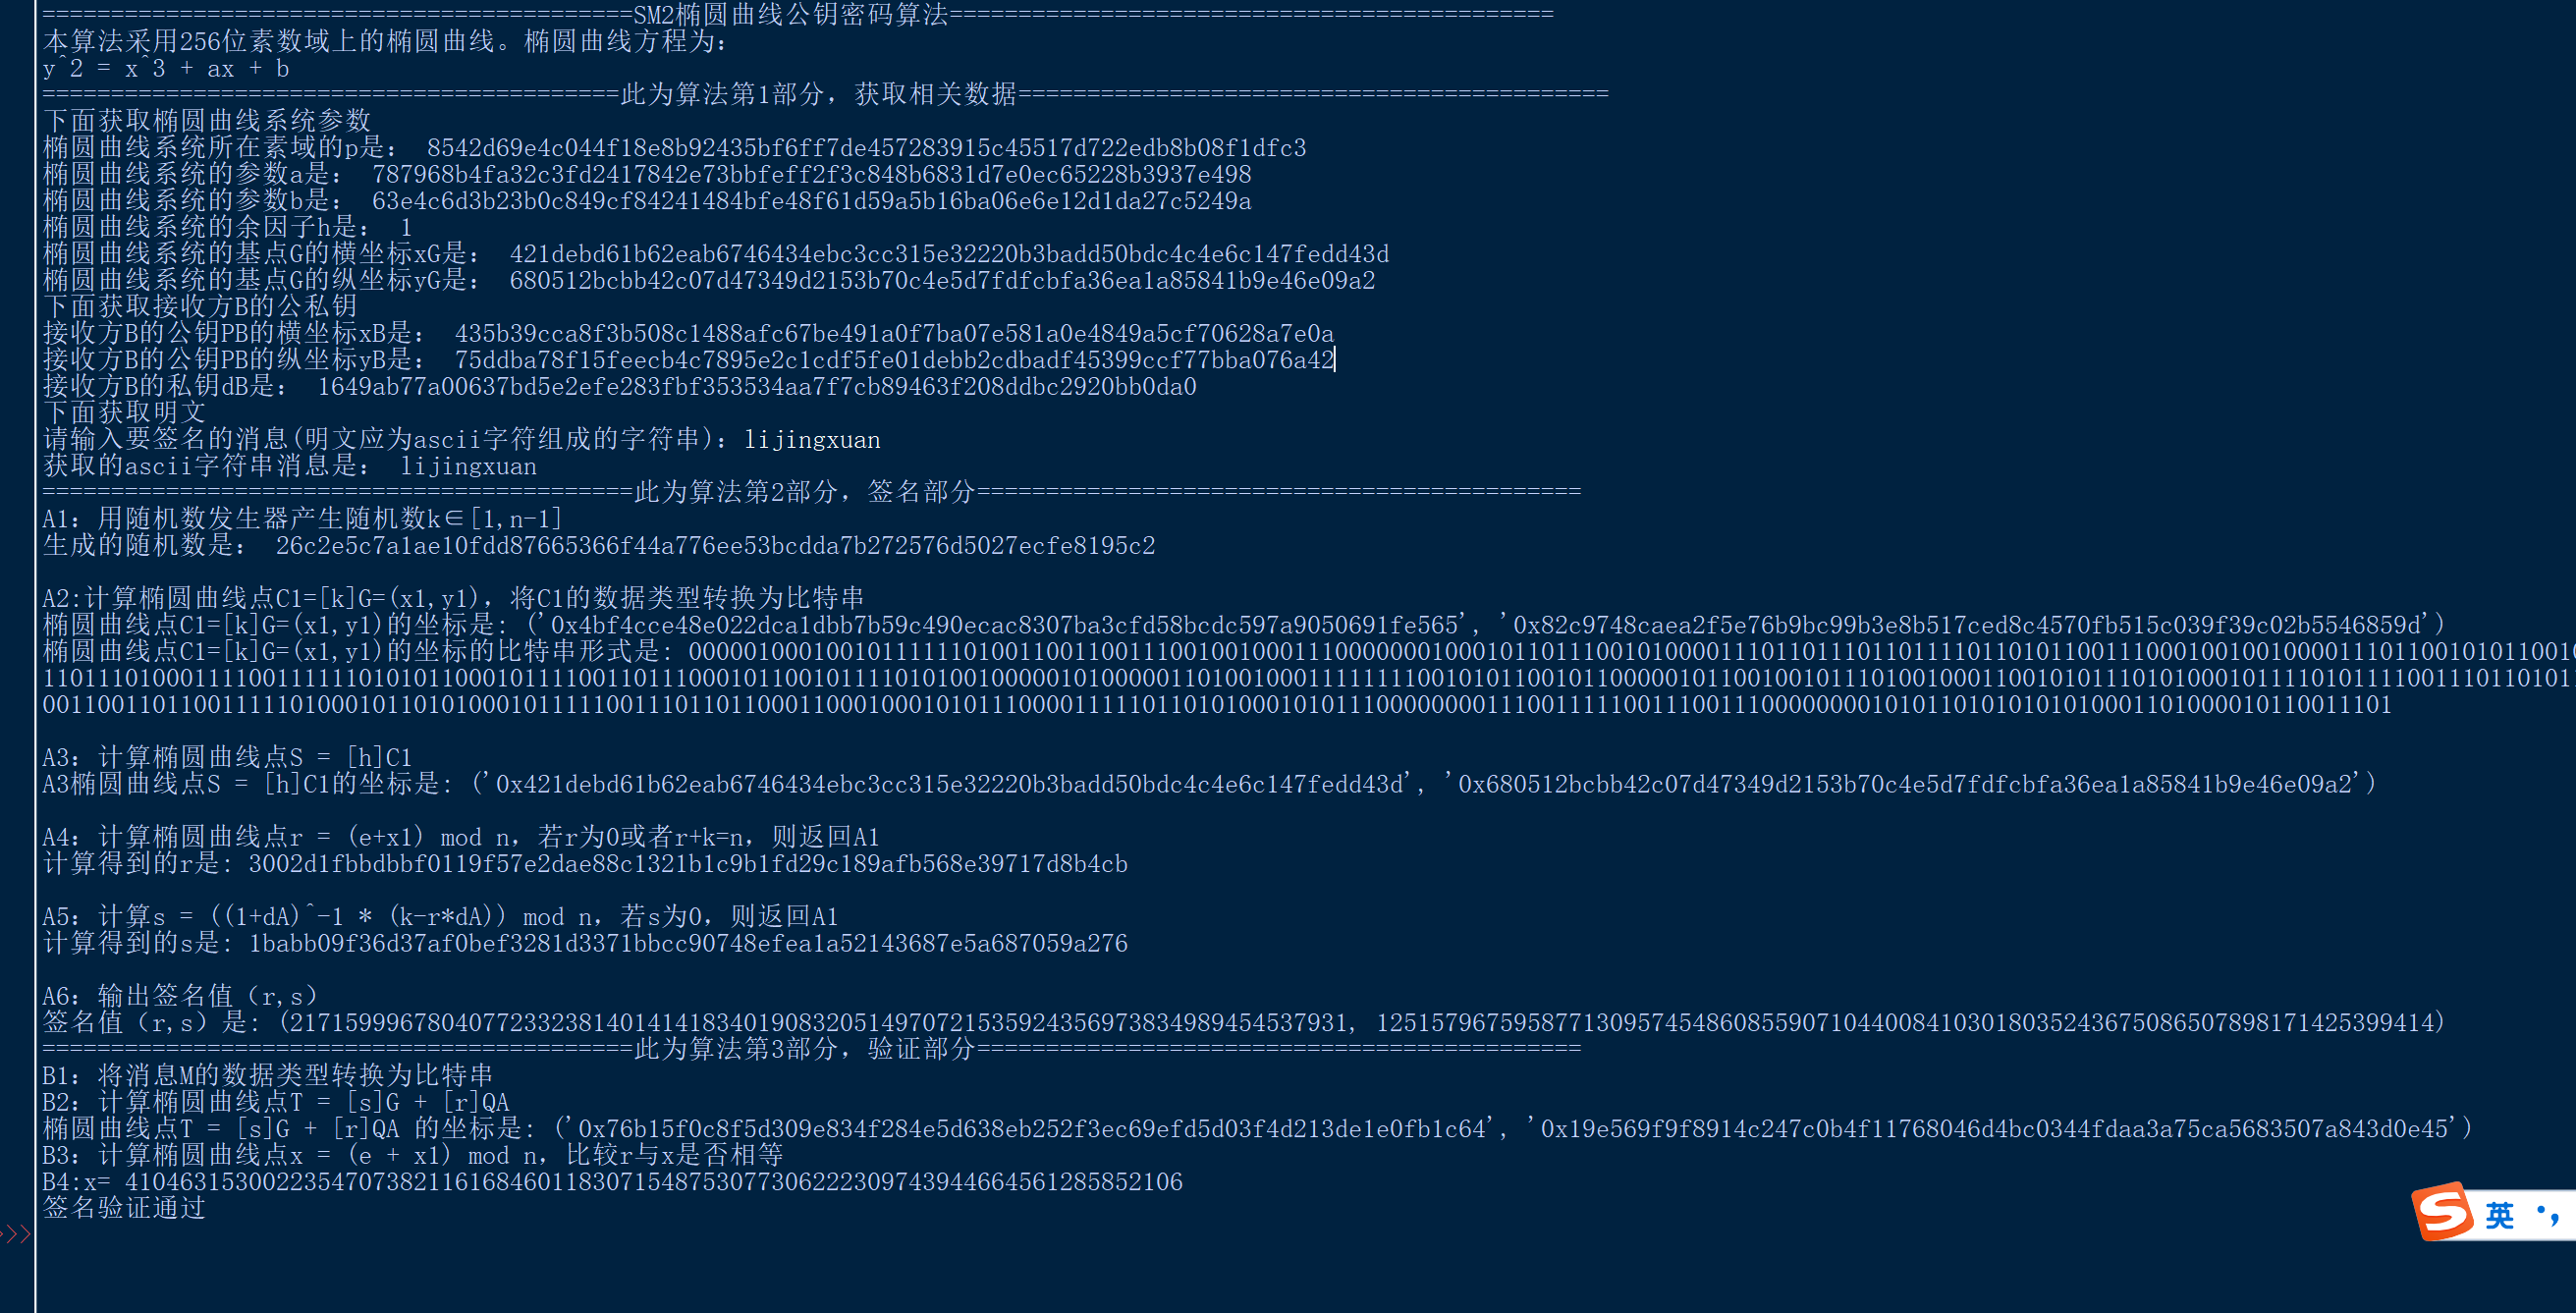 ===========================================SM2椭圆曲线公钥密码算法============================================
本算法采用256位素数域上的椭圆曲线。椭圆曲线方程为:
y^2 = x^3 + ax + b
==========================================此为算法第1部分, 获取相关数据===========================================
下面获取椭圆曲线系统参数
椭圆曲线系统所在素域的p是: 8542d69e4c044f18e8b92435bf6ff7de457283915c45517d722edb8b08f1dfc3
椭圆曲线系统的参数a是: 787968b4fa32c3fd2417842e73bbfeff2f3c848b6831d7e0ec65228b3937e498
椭圆曲线系统的参数b是: 63e4c6d3b23b0c849cf84241484bfe48f61d59a5b16ba06e6e12d1da27c5249a
椭圆曲线系统的余因子h是: 1
椭圆曲线系统的基点G的横坐标xG是: 421debd61b62eab6746434ebc3cc315e32220b3badd50bdc4c4e6c147fedd43d
椭圆曲线系统的基点G的纵坐标yG是: 680512bcbb42c07d47349d2153b70c4e5d7fdfcbfa36ea1a85841b9e46e09a2
下面获取接收方B的公私钥
接收方B的公钥PB的横坐标xB是: 435b39cca8f3b508c1488afc67be491a0f7ba07e581a0e4849a5cf70628a7e0a
接收方B的公钥PB的纵坐标yB是: 75ddba78f15feecb4c7895e2c1cdf5fe01debb2cdbadf45399ccf77bba076a42
接收方B的私钥dB是: 1649ab77a00637bd5e2efe283fbf353534aa7f7cb89463f208ddbc2920bb0da0
下面获取明文
请输入要签名的消息(明文应为ascii字符组成的字符串): lijingxuan
获取的ascii字符串消息是: lijingxuan
===========================================此为算法第2部分, 签名部分============================================
A1: 用随机数发生器产生随机数k∈[1,n-1]
生成的随机数是: 26c2e5c7a1ae10fdd87665366f44a776ee53bcdda7b272576d5027ecfe8195c2
A2:计算椭圆曲线点C1=[k]G=(x1,y1), 将C1的数据类型转换为比特串
椭圆曲线点C1=[k]G=(x1,y1)的坐标是: ('0x4bf4cce48e022dca1dbb7b59c490ecac8307ba3cfd58bcdc597a9050691fe565', '0x82c9748caea2f5e76b9bc99b3e8b517ced8c4570fb515c039f39c02b5546859d')
椭圆曲线点C1=[k]G=(x1,y1)的坐标的比特串形式是:
A3: 计算椭圆曲线点S = [h]C1
A3椭圆曲线点S = [h]C1的坐标是: ('0x421debd61b62eab6746434ebc3cc315e32220b3badd50bdc4c4e6c147fedd43d', '0x680512bcbb42c07d47349d2153b70c4e5d7fdfcbfa36ea1a85841b9e46e09a2')
A4: 计算椭圆曲线点r = (e+x1) mod n, 若r为0或者r+k=n, 则返回A1
计算得到的r是: 3002d1fbbdbbf0119f57e2dae88c1321b1c9b1fd29c189afb568e39717d8b4cb
A5: 计算s = ((1+dA)^-1 * (k-r*dA)) mod n, 若s为0, 则返回A1
计算得到的s是: 1babb09f36d37af0bef3281d3371bbcc90748efea1a52143687e5a687059a276
A6: 输出签名值 (r,s)
签名值 (r,s) 是: (21715999678040772332381401414183401908320514970721535924356973834989454537931, 12515796759587713095745486085590710440084103018035243675086507898171425399414)
===========================================此为算法第3部分, 验证部分============================================
B1: 将消息M的数据类型转换为比特串
B2: 计算椭圆曲线点T = [s]G + [r]QA
椭圆曲线点T = [s]G + [r]QA 的坐标是: ('0x76b15f0c8f5d309e834f284e5d638eb252f3ec69efd5d03f4d213de1e0fb1c64', '0x19e569f9f8914c247c0b4f11768046d4bc0344fdaa3a75ca5683507a843d0e45')
B3: 计算椭圆曲线点x = (e + x1) mod n, 比较r与x是否相等
B4:x= 41046315300223547073821161684601183071548753077306222309743944664561285852106
签名验证通过
>>>
S 英 •,